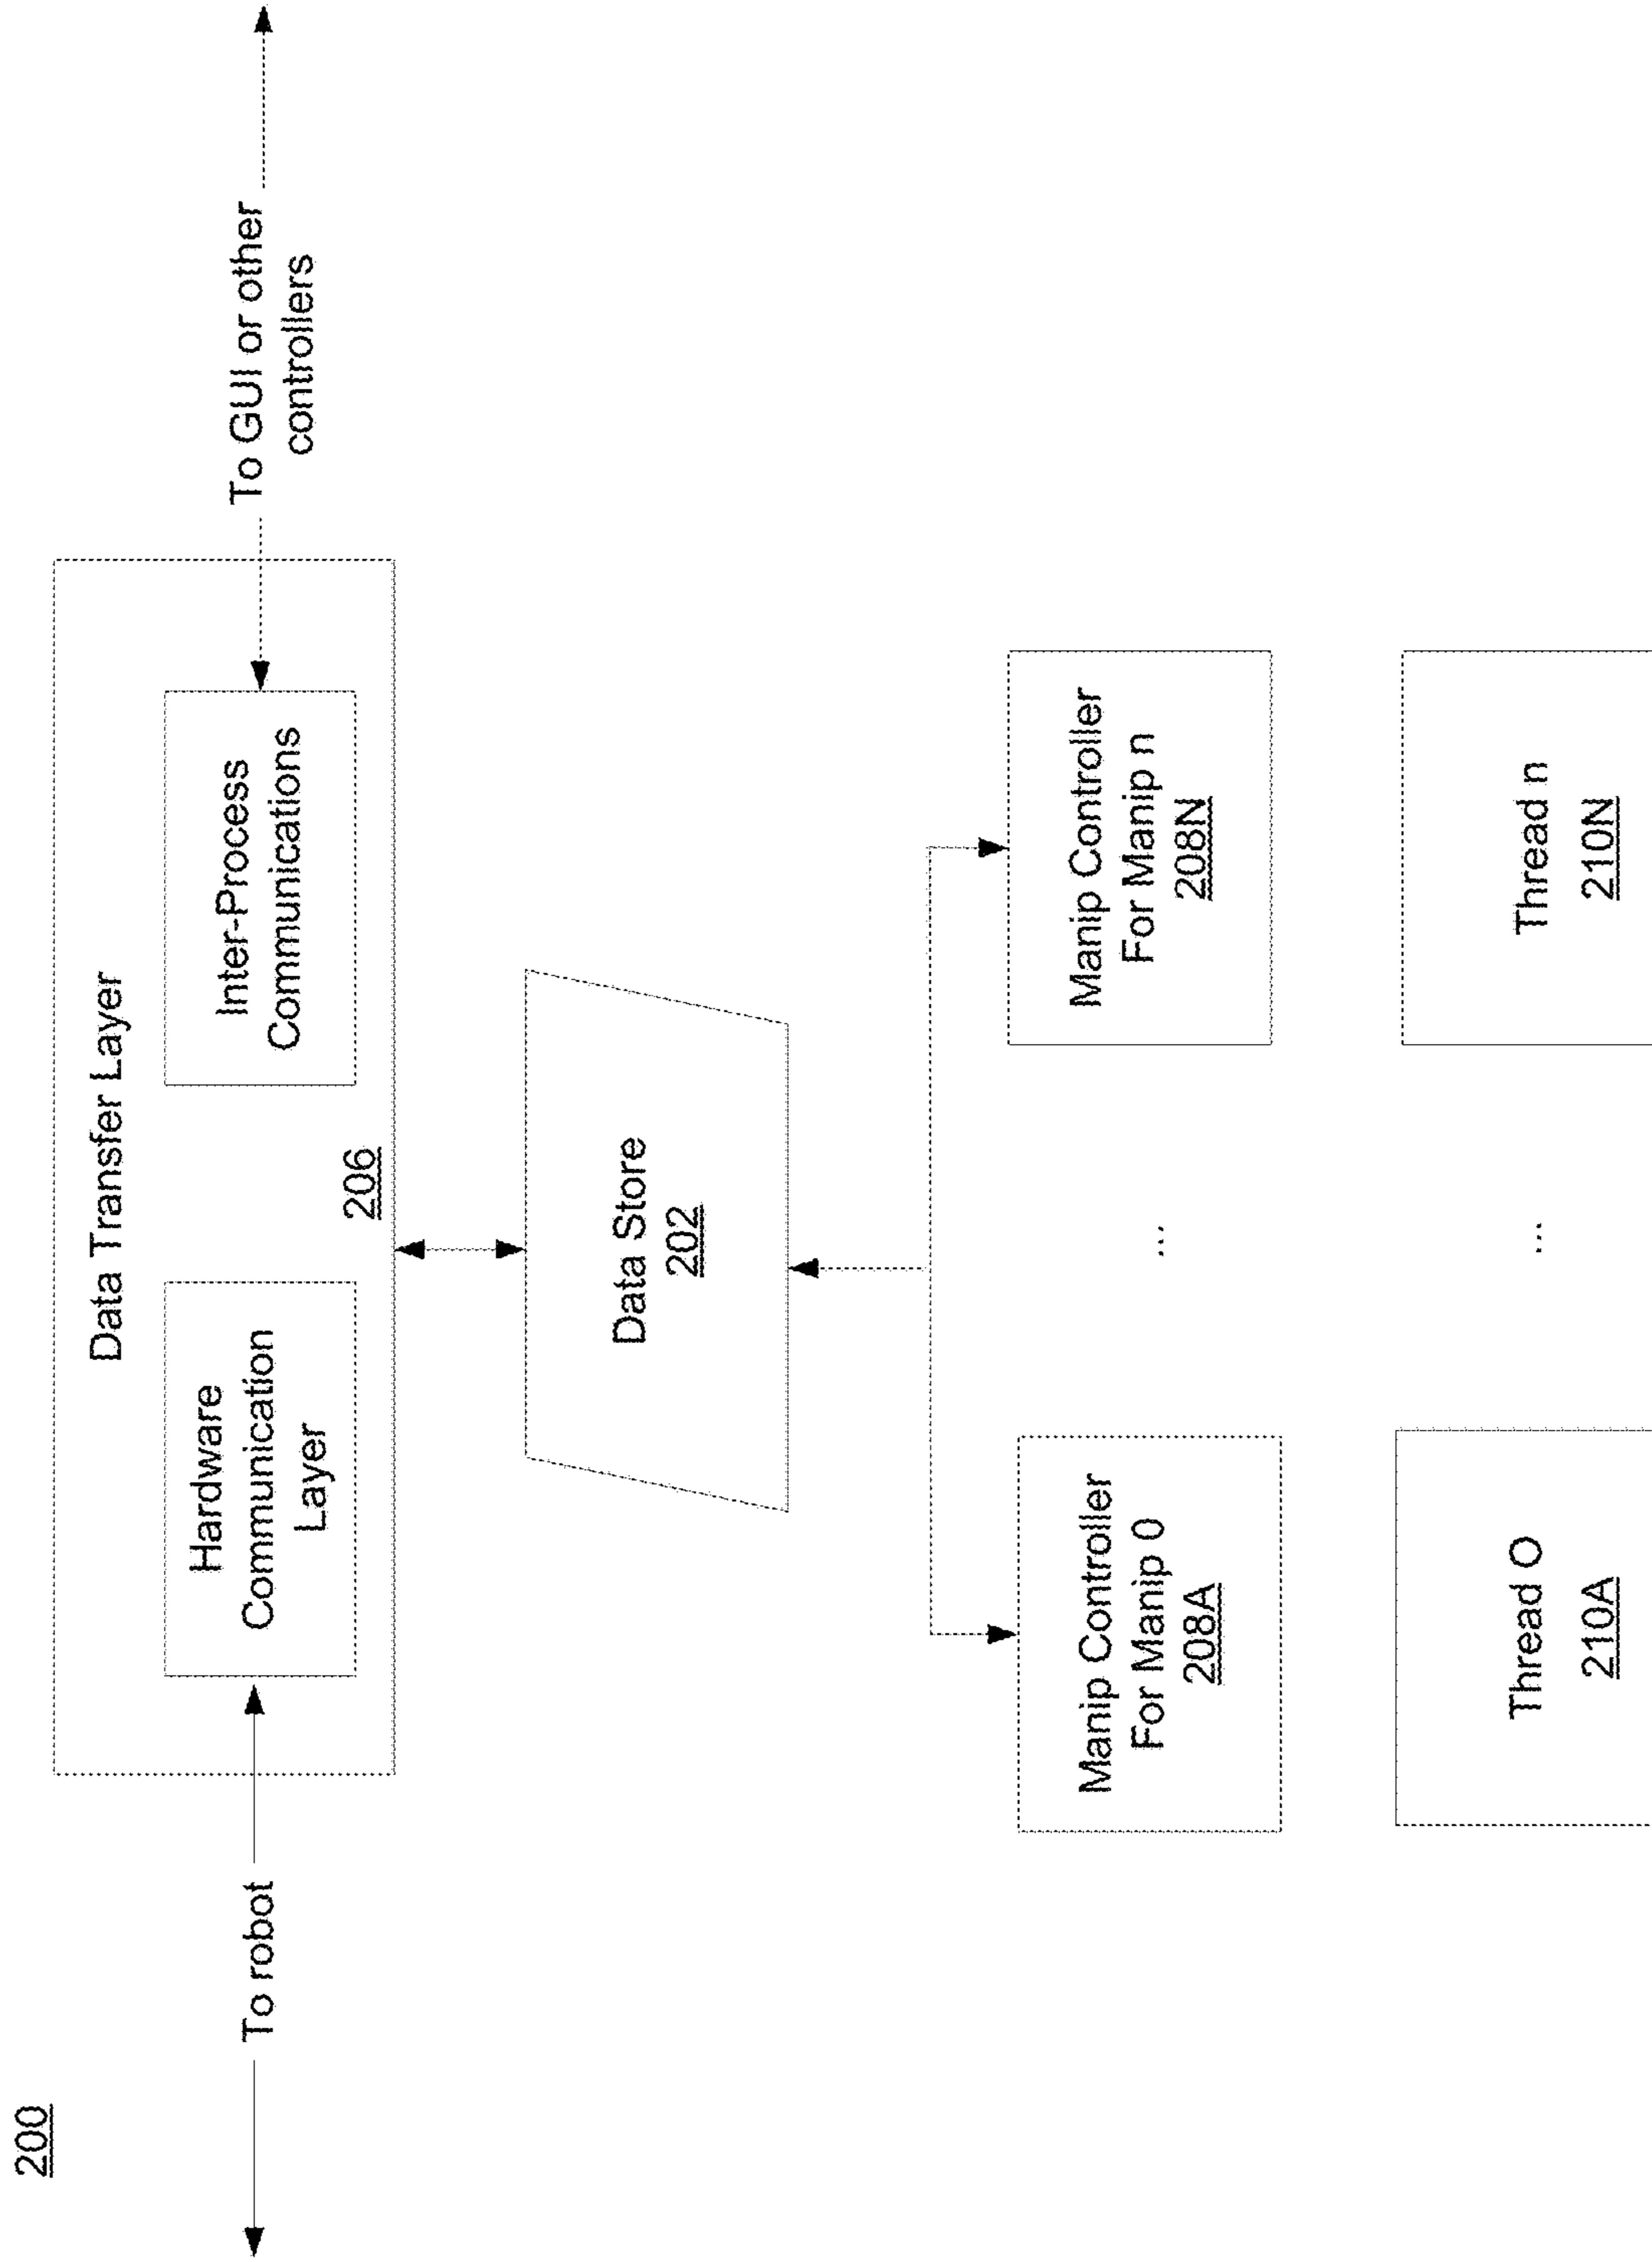 200
Data Transfer Layer
To robot
Hardware
Communication
Layer
Inter-Process
Communications
To GUI or other
controllers
206
Data Store
202
Manip Controller
For Manip 0
208A
...
Manip Controller
For Manip n
208N
Thread O
210A
...
Thread n
210N